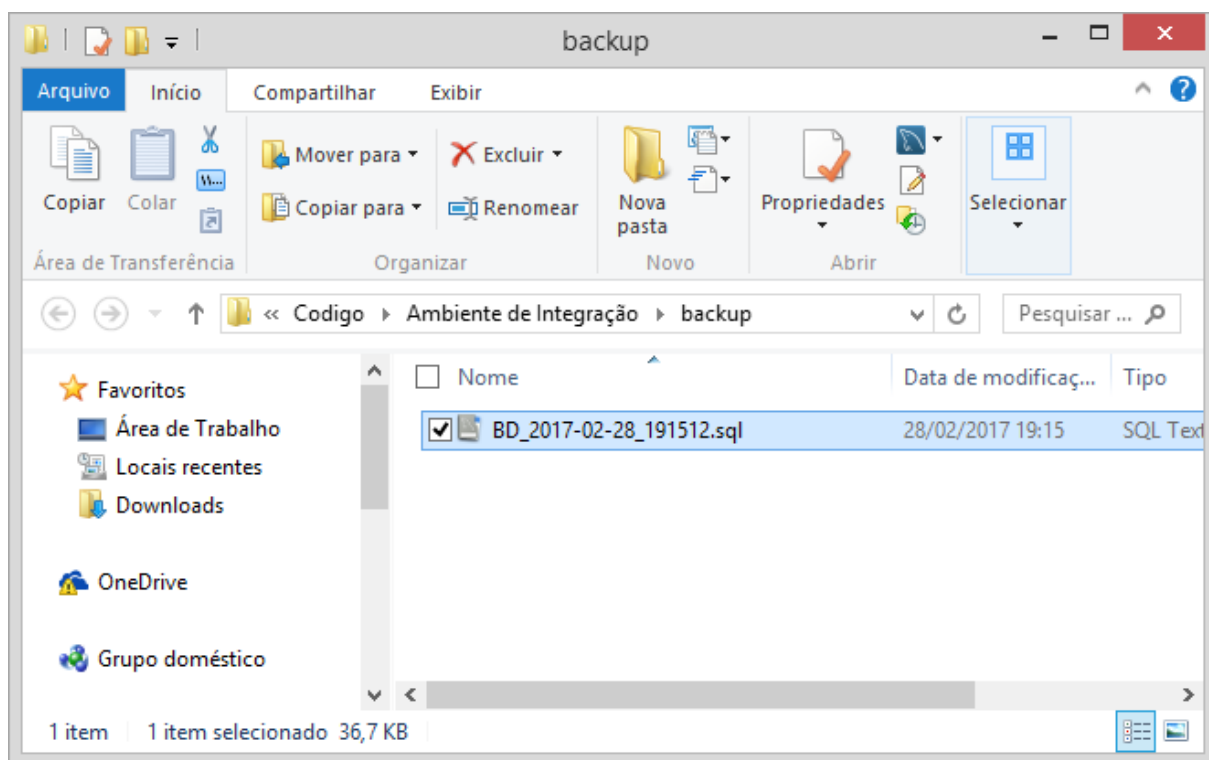 backup
Arquivo Início Compartilhar Exibir
Copiar Colar Mover para Excluir Nova pasta Propriedades Selecionar
Copiar para Renomear
Área de Transferência Organizar Novo Abrir
« Codigo Ambiente de Integração backup Pesquisar ...
Favoritos
Área de Trabalho
Locais recentes
Downloads
OneDrive
Grupo doméstico
Nome Data de modificaç... Tipo
BD_2017-02-28_191512.sql 28/02/2017 19:15 SQL Text
1 item 1 item selecionado 36,7 KB